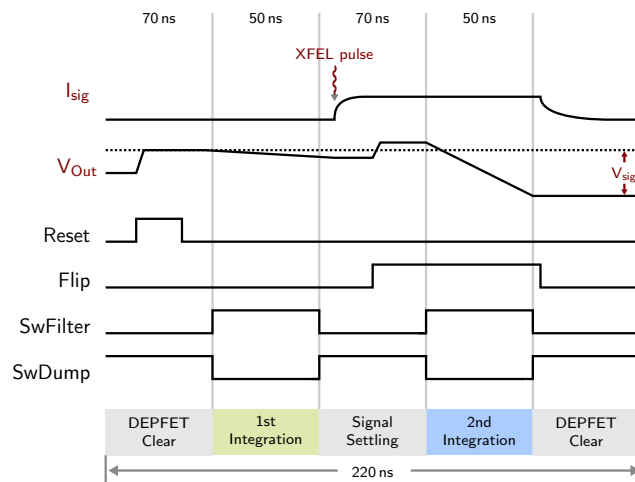 70 ns
50 ns
70 ns
50 ns
XFEL pulse
I_sig
V_Out
V_sig
Reset
Flip
SwFilter
SwDump
DEPFET
Clear
1st
Integration
Signal
Settling
2nd
Integration
DEPFET
Clear
220 ns